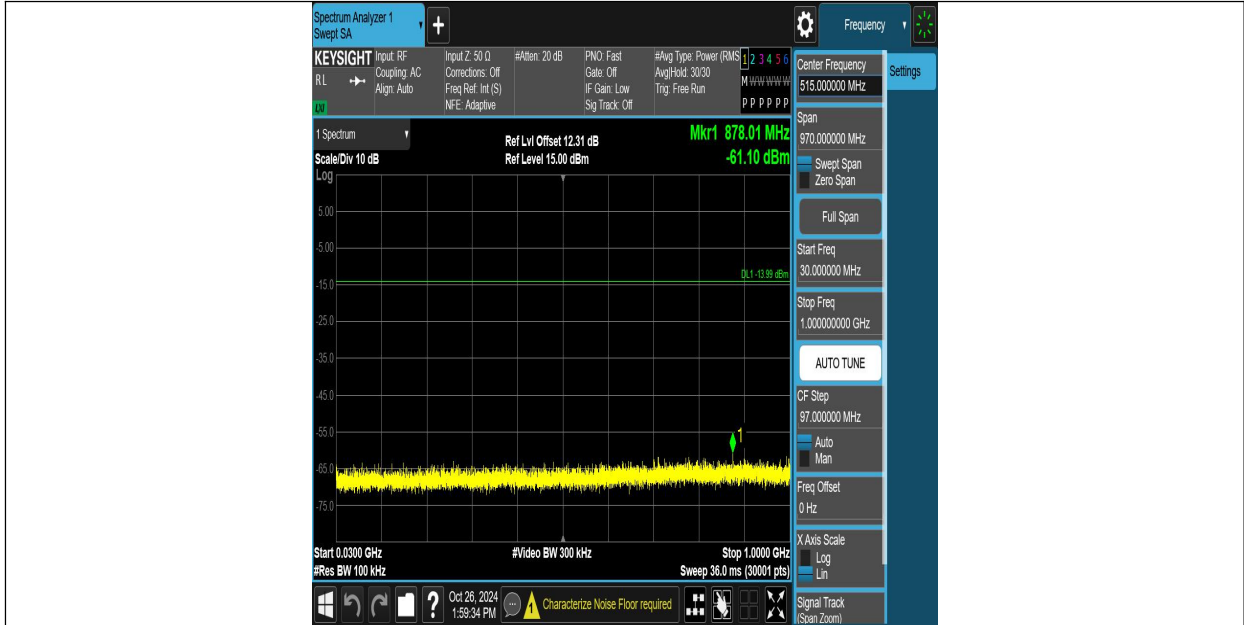 Spectrum Analyzer 1
Swept SA
+
Frequency
KEYSIGHT
RL
LXI
Input: RF
Coupling: AC
Align: Auto
Input Z: 50 Ω
Corrections: Off
Freq Ref: Int (S)
NFE: Adaptive
#Atten: 20 dB
PNO: Fast
Gate: Off
IF Gain: Low
Sig Track: Off
#Avg Type: Power (RMS
Avg|Hold: 30/30
Trig: Free Run
1 2 3 4 5 6
M W W W W W
P P P P P P
1 Spectrum
Scale/Div 10 dB
Ref Lvl Offset 12.31 dB
Ref Level 15.00 dBm
Mkr1 878.01 MHz
-61.10 dBm
Log
5.00
-5.00
DL1 -13.99 dBm
-15.0
-25.0
-35.0
-45.0
-55.0
1
-65.0
-75.0
Start 0.0300 GHz
#Res BW 100 kHz
#Video BW 300 kHz
Stop 1.0000 GHz
Sweep 36.0 ms (30001 pts)
?
Oct 26, 2024
1:59:34 PM
Characterize Noise Floor required
Center Frequency
515.000000 MHz
Settings
Span
970.000000 MHz
Swept Span
Zero Span
Full Span
Start Freq
30.000000 MHz
Stop Freq
1.000000000 GHz
AUTO TUNE
CF Step
97.000000 MHz
Auto
Man
Freq Offset
0 Hz
X Axis Scale
Log
Lin
Signal Track
(Span Zoom)